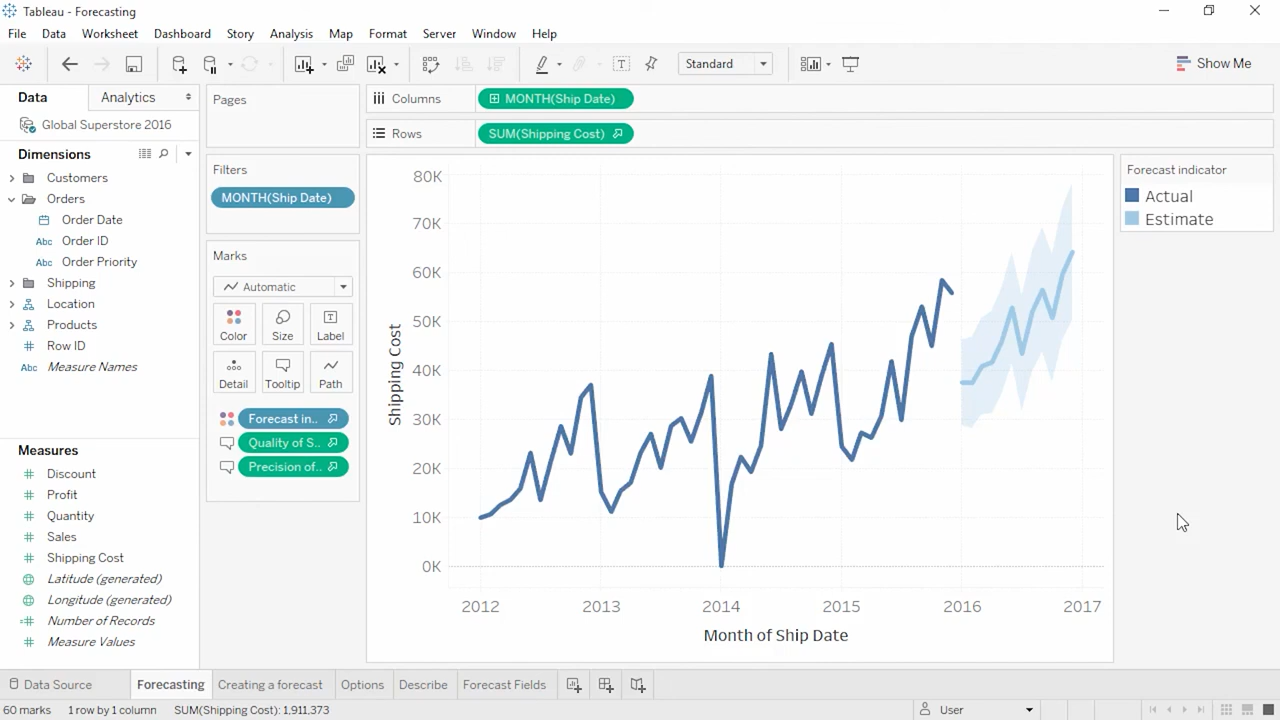 Tableau - Forecasting
File Data Worksheet Dashboard Story Analysis Map Format Server Window Help
Standard
Show Me
Data
Analytics
Global Superstore 2016
Dimensions
Customers
Orders
Order Date
Abc Order ID
Abc Order Priority
Shipping
Location
Products
# Row ID
Abc Measure Names
Measures
# Discount
# Profit
# Quantity
# Sales
# Shipping Cost
Latitude (generated)
Longitude (generated)
Number of Records
# Measure Values
Pages
Filters
MONTH(Ship Date)
Marks
Automatic
Color Size Label
Detail Tooltip Path
Forecast in..
Quality of S..
Precision of..
Columns MONTH(Ship Date)
Rows SUM(Shipping Cost)
80K
70K
60K
50K
40K
30K
20K
10K
0K
Shipping Cost
2012 2013 2014 2015 2016 2017
Month of Ship Date
Forecast indicator
Actual
Estimate
Data Source Forecasting Creating a forecast Options Describe Forecast Fields
60 marks 1 row by 1 column SUM(Shipping Cost): 1,911,373 User